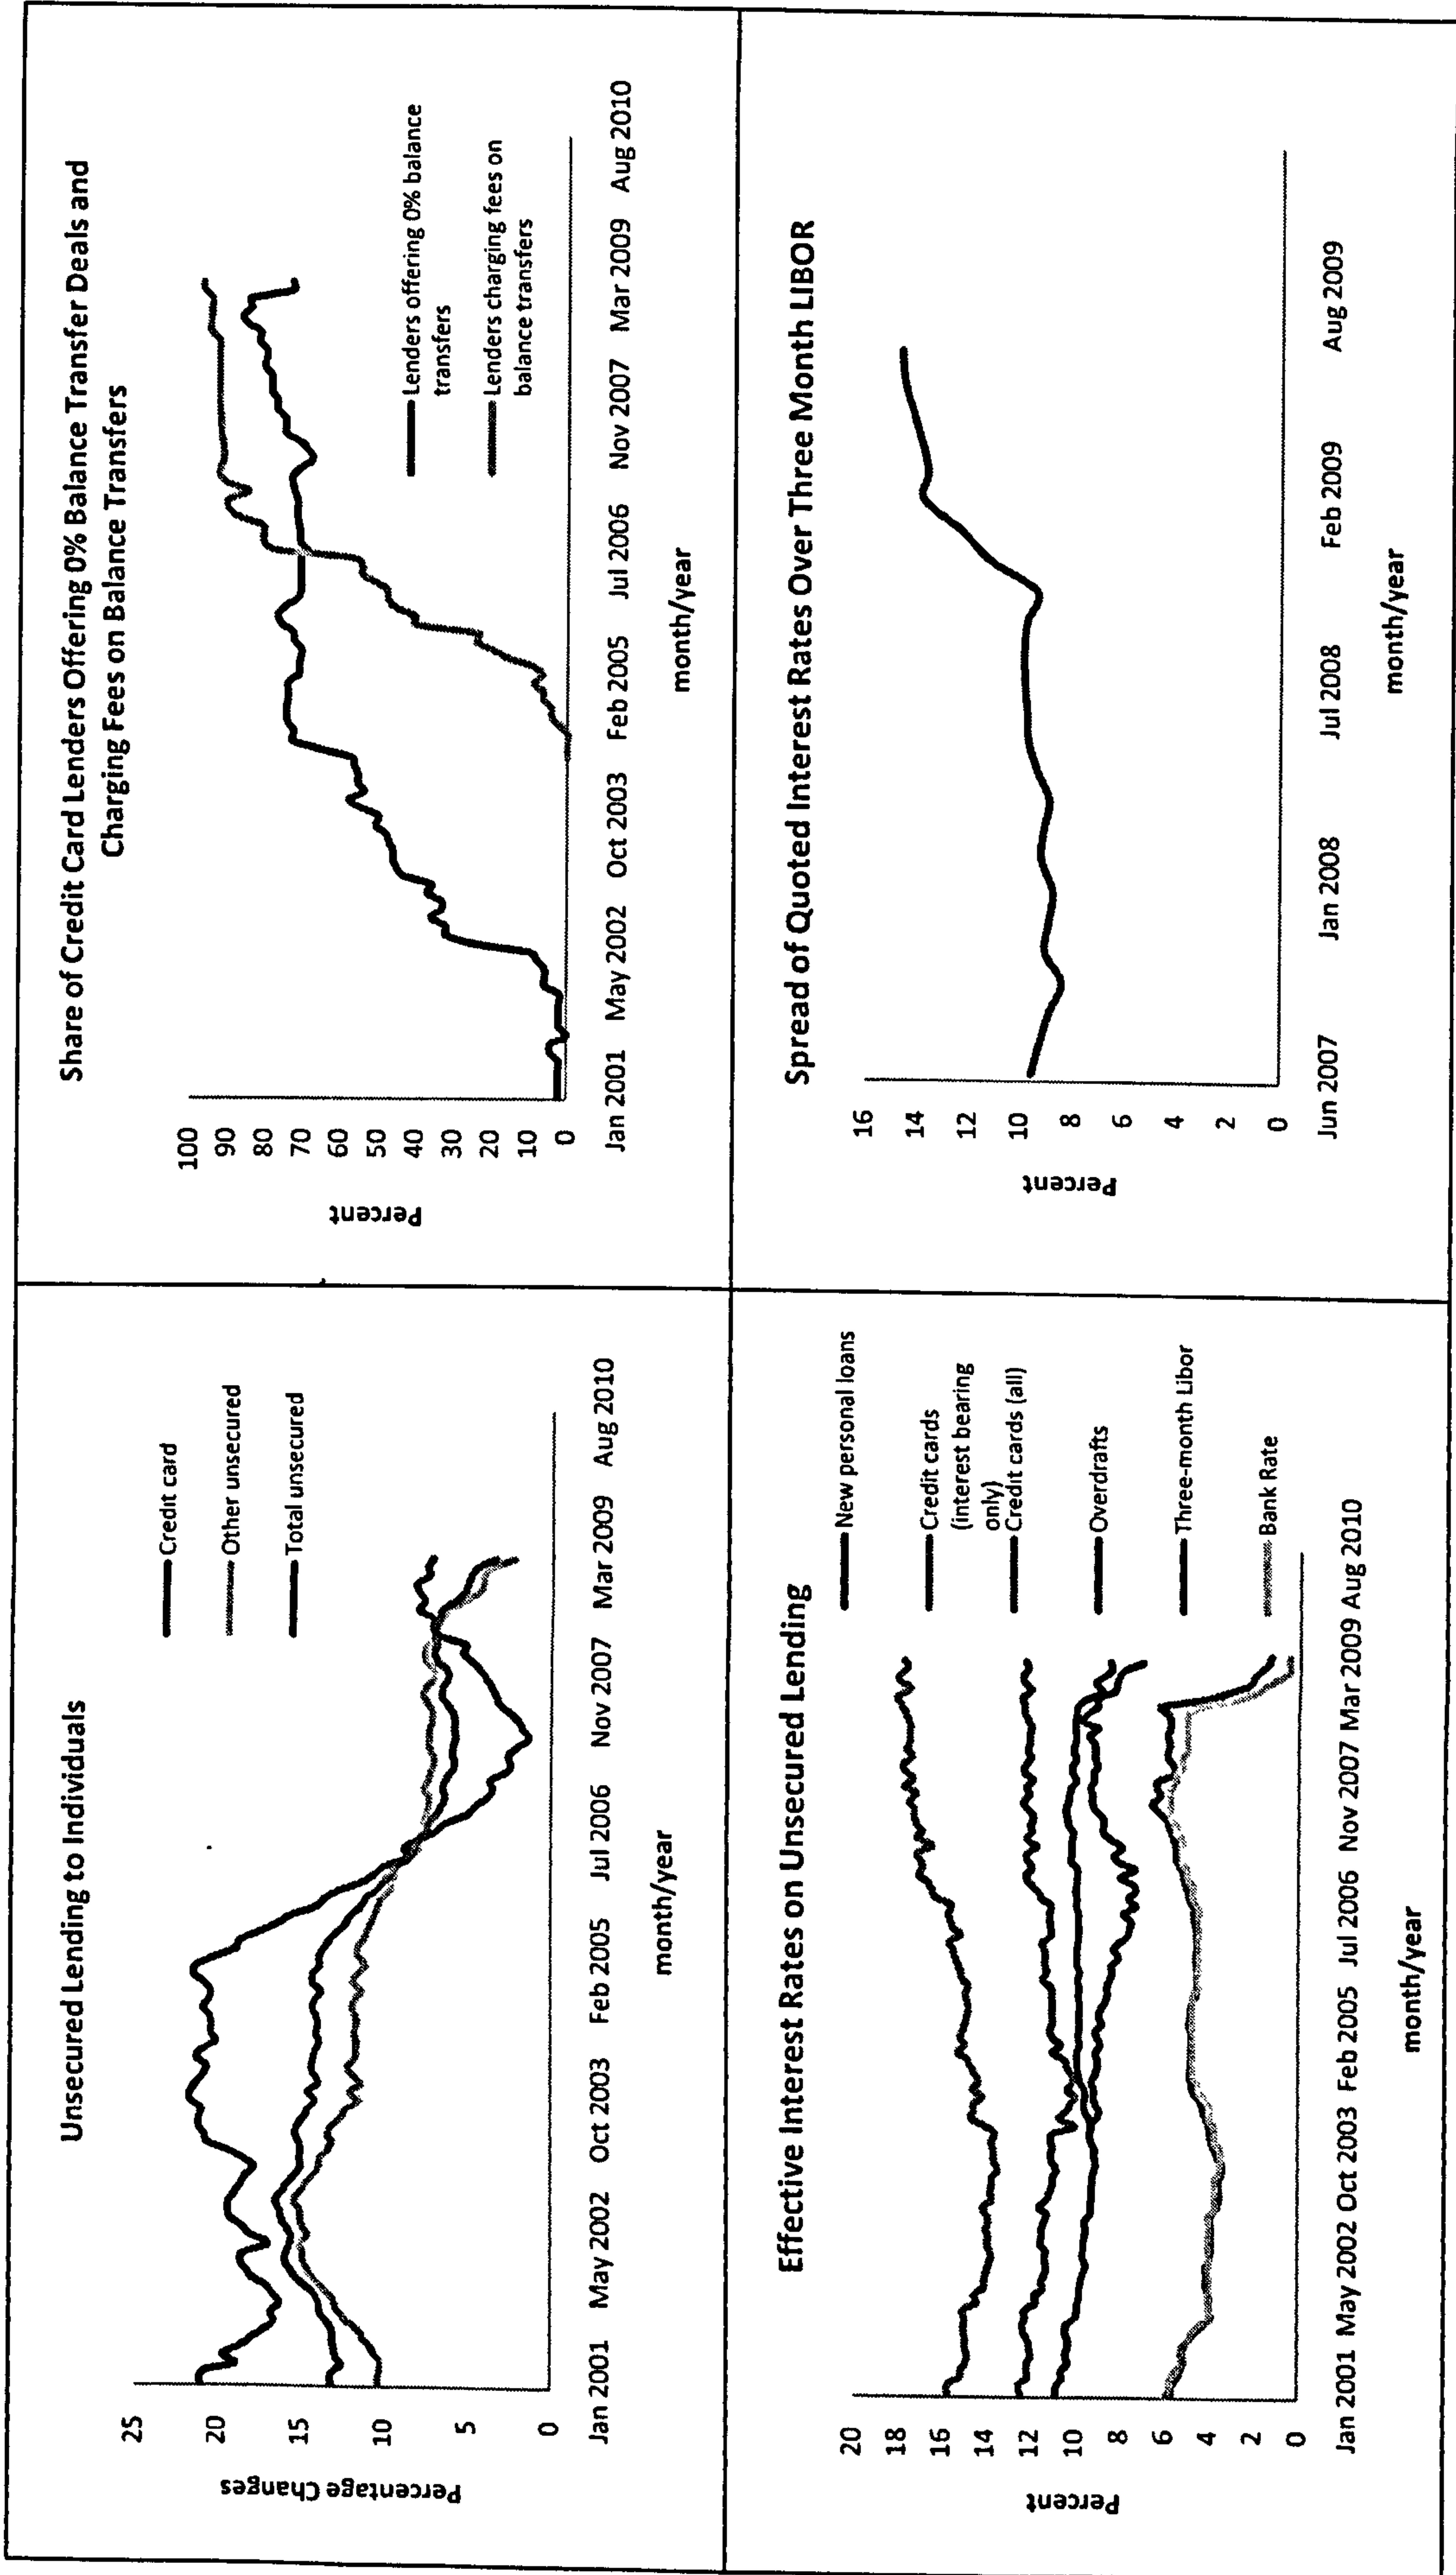 Unsecured Lending to Individuals
Percentage Changes
25
20
15
10
5
0
Jan 2001 May 2002 Oct 2003 Feb 2005 Jul 2006 Nov 2007 Mar 2009 Aug 2010
month/year
Credit card
Other unsecured
Total unsecured
Share of Credit Card Lenders Offering 0% Balance Transfer Deals and
Charging Fees on Balance Transfers
Percent
100
90
80
70
60
50
40
30
20
10
0
Jan 2001 May 2002 Oct 2003 Feb 2005 Jul 2006 Nov 2007 Mar 2009 Aug 2010
month/year
Lenders offering 0% balance
transfers
Lenders charging fees on
balance transfers
Effective Interest Rates on Unsecured Lending
Percent
20
18
16
14
12
10
8
6
4
2
0
Jan 2001 May 2002 Oct 2003 Feb 2005 Jul 2006 Nov 2007 Mar 2009 Aug 2010
month/year
New personal loans
Credit cards
(interest bearing
only)
Credit cards (all)
Overdrafts
Three-month Libor
Bank Rate
Spread of Quoted Interest Rates Over Three Month LIBOR
Percent
16
14
12
10
8
6
4
2
0
Jun 2007 Jan 2008 Jul 2008 Feb 2009 Aug 2009
month/year